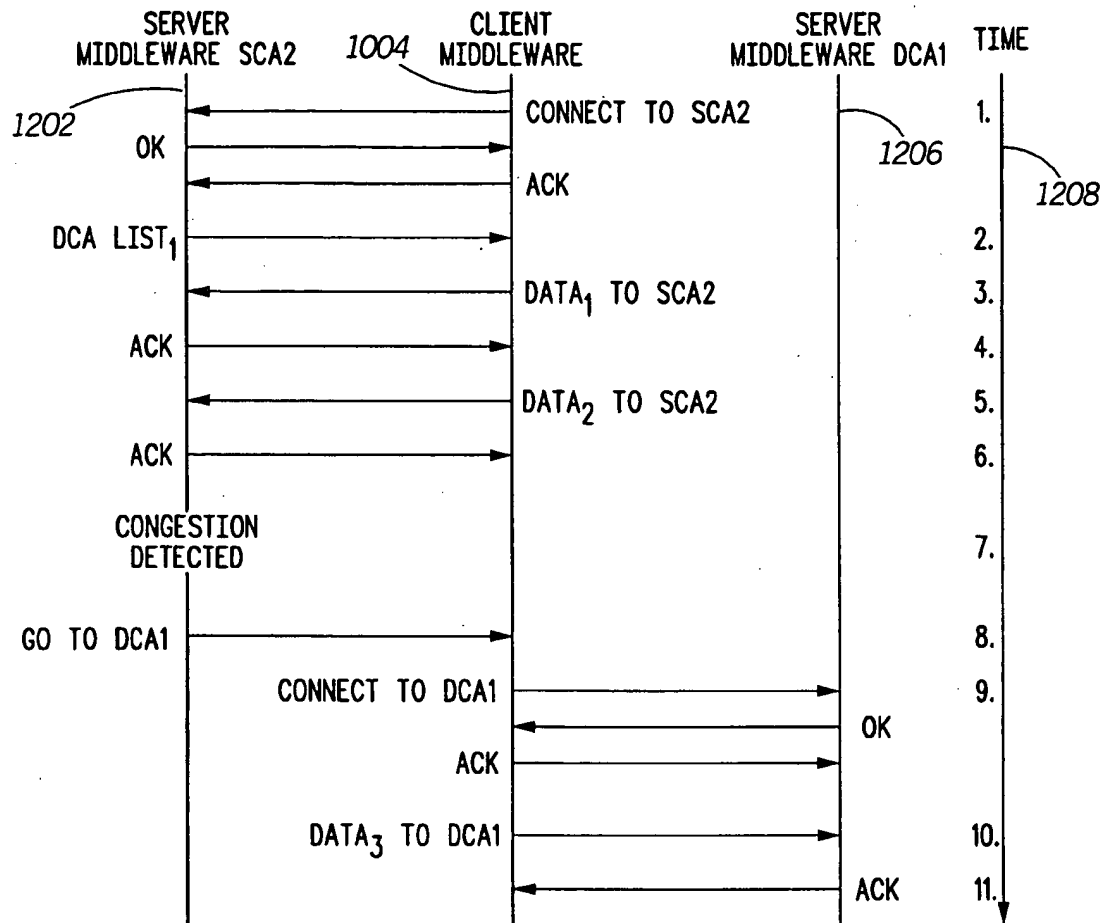 SERVER
MIDDLEWARE SCA2
1004
CLIENT
MIDDLEWARE
SERVER
MIDDLEWARE DCA1
TIME
1202
CONNECT TO SCA2
1206
1.
OK
1208
ACK
DCA LIST1
2.
DATA1 TO SCA2
3.
ACK
4.
DATA2 TO SCA2
5.
ACK
6.
CONGESTION
DETECTED
7.
GO TO DCA1
8.
CONNECT TO DCA1
9.
OK
ACK
DATA3 TO DCA1
10.
ACK
11.